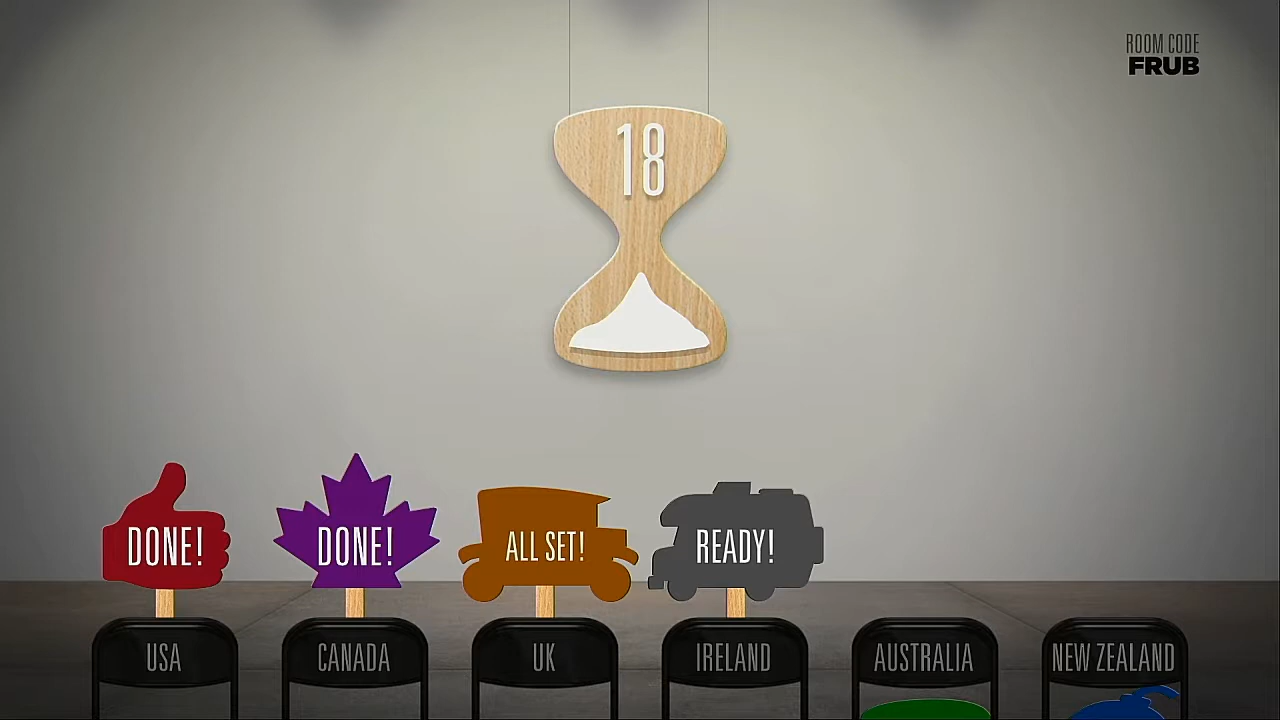 ROOM CODE
FRUB
18
DONE!
DONE!
ALL SET!
READY!
USA
CANADA
UK
IRELAND
AUSTRALIA
NEW ZEALAND